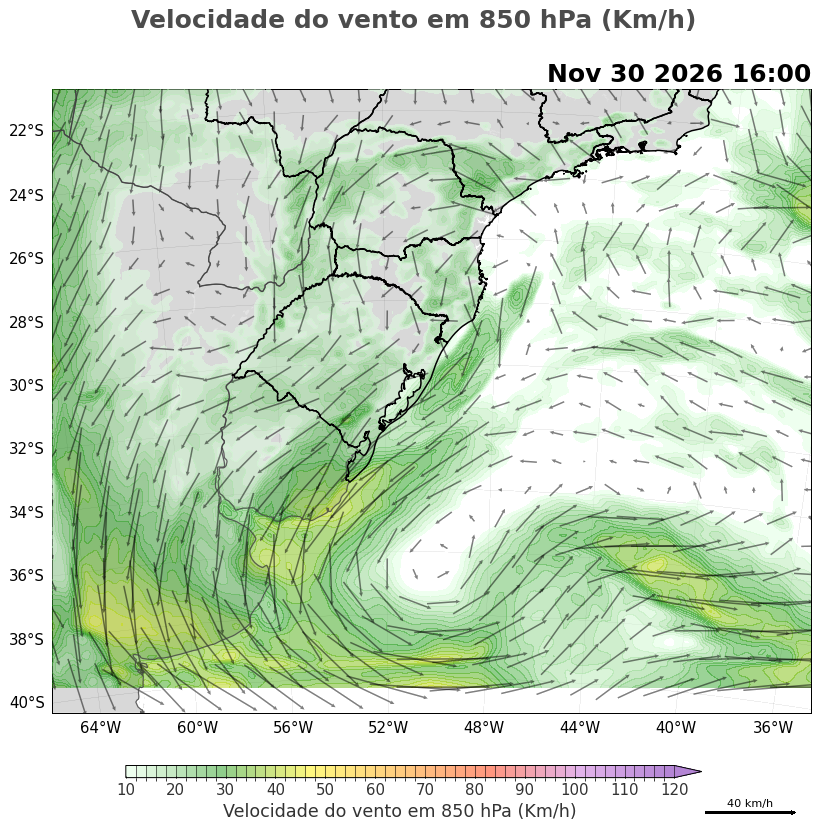 Velocidade do vento em 850 hPa (Km/h)
Nov 30 2026 16:00
22°S
24°S
26°S
28°S
30°S
32°S
34°S
36°S
38°S
40°S
64°W 60°W 56°W 52°W 48°W 44°W 40°W 36°W
10 20 30 40 50 60 70 80 90 100 110 120
40 km/h
Velocidade do vento em 850 hPa (Km/h)